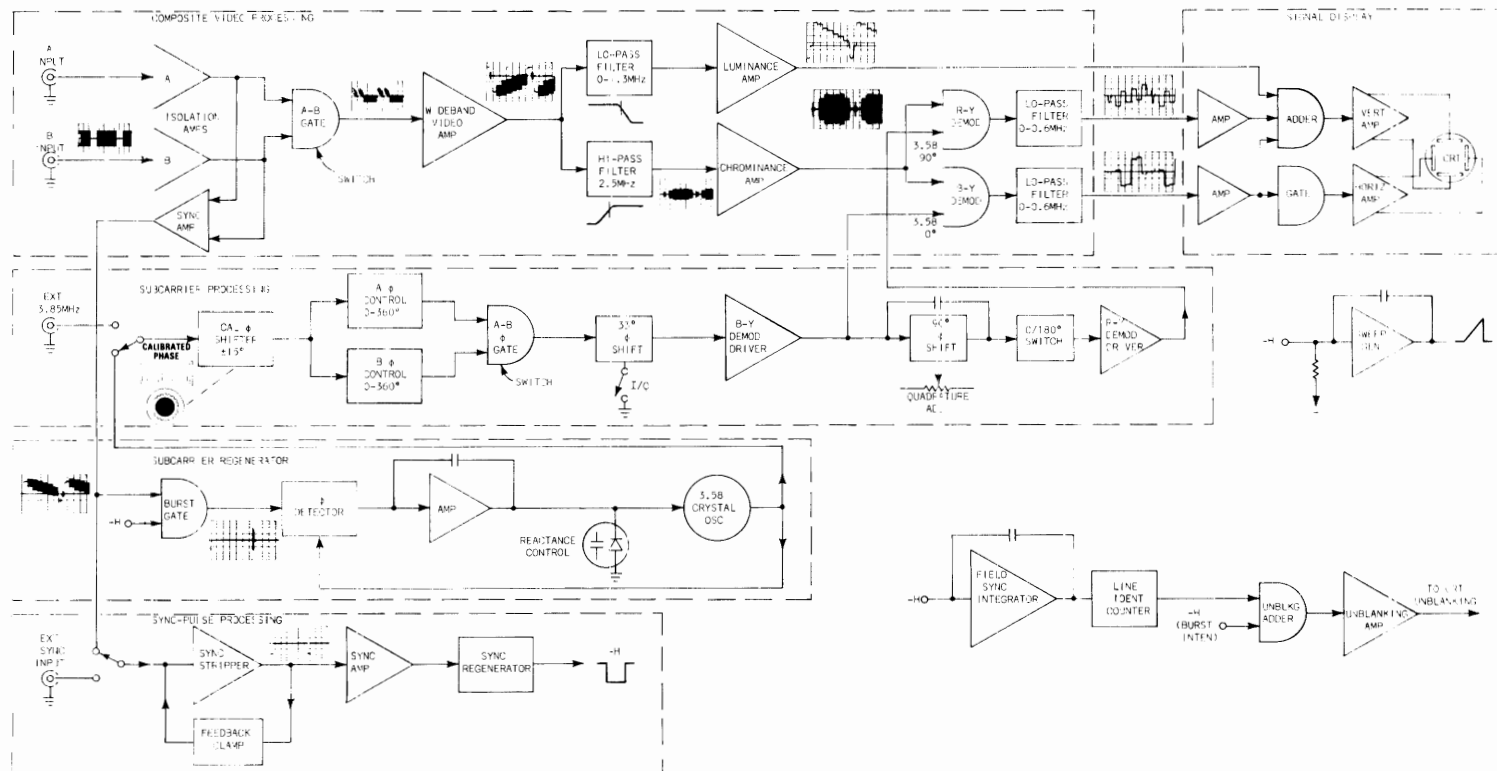 COMPOSITE VIDEO PROCESSING
SIGNAL DISPLAY
A
INPUT
A
ISOLATION
AMPS
B
INPUT
B
A-B
GATE
SWITCH
SYNC
AMP
W DEBAND
VIDEO
AMP
LO-PASS
FILTER
HI-PASS
FILTER
2.5MHz
LUMINANCE
AMP
CHROMINANCE
AMP
R-Y
DEMOD
3.58
90°
B-Y
DEMOD
3.58
0°
LO-PASS
FILTER
0-0.6MHz
LO-PASS
FILTER
0-0.6MHz
AMP
ADDER
VERT
AMP
AMP
GATE
HORIZ
AMP
CRT
SUBCARRIER PROCESSING
EXT
3.85MHz
CALIBRATED
PHASE
CAL ϕ
SHIFTER
±15°
A ϕ
CONTROL
0-360°
B ϕ
CONTROL
0-360°
A-B
ϕ
GATE
SWITCH
33°
ϕ
SHIFT
I/Q
B-Y
DEMOD
DRIVER
90°
ϕ
SHIFT
QUADRATURE
ADJ
0/180°
SWITCH
R-Y
DEMOD
DRIVER
-H
SWEEP
GEN
SUBCARRIER REGENERATOR
BURST
GATE
-H
ϕ
DETECTOR
AMP
REACTANCE
CONTROL
3.58
CRYSTAL
OSC
-H
FIELD
SYNC
INTEGRATOR
LINE
IDENT
COUNTER
-H
(BURST
INTEN)
UNBLKG
ADDER
UNBLANKING
AMP
TO CRT
UNBLANKING
SYNC-PULSE PROCESSING
EXT
SYNC
INPUT
SYNC
STRIPPER
FEEDBACK
CLAMP
SYNC
AMP
SYNC
REGENERATOR
-H